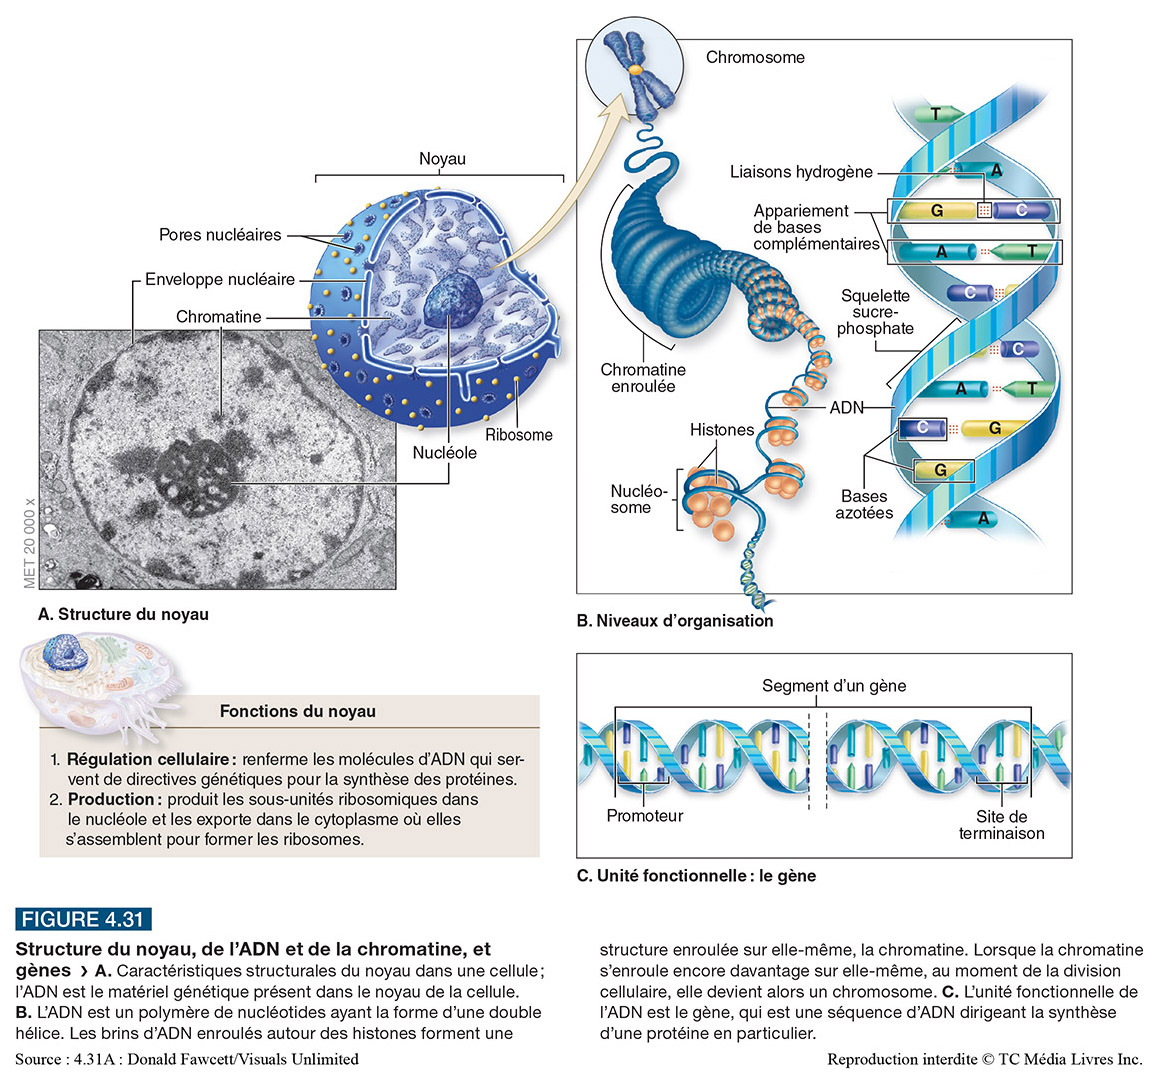 Chromosome
Noyau
Pores nucléaires
Enveloppe nucléaire
Chromatine
Ribosome
Nucléole
MET 20 000 x
A. Structure du noyau
T
A
Liaisons hydrogène
G
C
Appariement
de bases
complémentaires
A
T
C
Squelette
sucre-
phosphate
C
Chromatine
enroulée
A
T
ADN
C
G
Histones
G
Nucléo-
some
Bases
azotées
A
B. Niveaux d'organisation
Fonctions du noyau
1. Régulation cellulaire : renferme les molécules d'ADN qui ser-
vent de directives génétiques pour la synthèse des protéines.
2. Production : produit les sous-unités ribosomiques dans
le nucléole et les exporte dans le cytoplasme où elles
s'assemblent pour former les ribosomes.
Segment d'un gène
Promoteur
Site de
terminaison
C. Unité fonctionnelle : le gène
FIGURE 4.31
Structure du noyau, de l'ADN et de la chromatine, et
gènes › A. Caractéristiques structurales du noyau dans une cellule ;
l'ADN est le matériel génétique présent dans le noyau de la cellule.
B. L'ADN est un polymère de nucléotides ayant la forme d'une double
hélice. Les brins d'ADN enroulés autour des histones forment une
structure enroulée sur elle-même, la chromatine. Lorsque la chromatine
s'enroule encore davantage sur elle-même, au moment de la division
cellulaire, elle devient alors un chromosome. C. L'unité fonctionnelle de
l'ADN est le gène, qui est une séquence d'ADN dirigeant la synthèse
d'une protéine en particulier.
Source : 4.31A : Donald Fawcett/Visuals Unlimited
Reproduction interdite © TC Média Livres Inc.